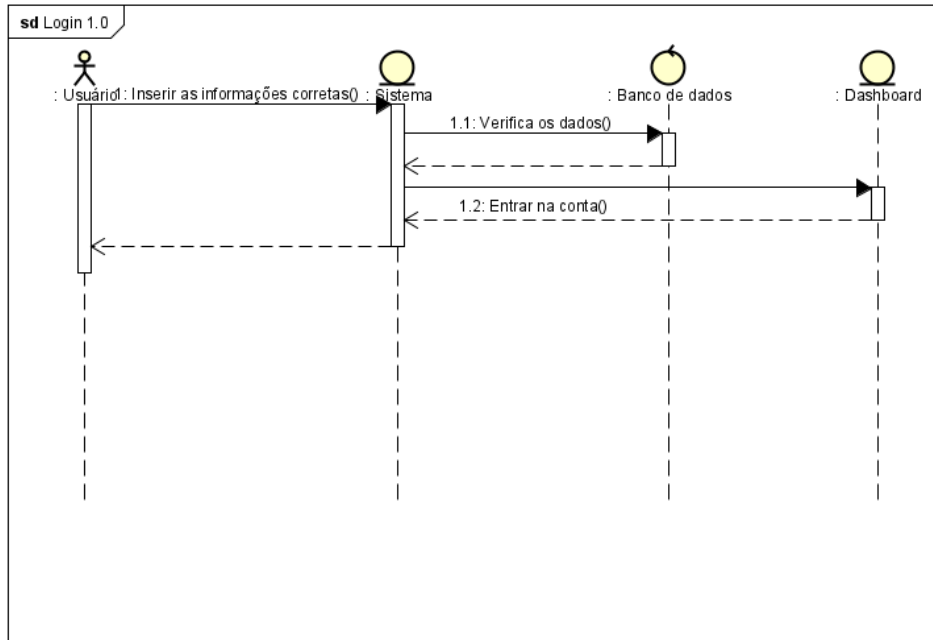 sd Login 1.0
: Usuário
1: Inserir as informações corretas()
: Sistema
: Banco de dados
: Dashboard
1.1: Verifica os dados()
1.2: Entrar na conta()